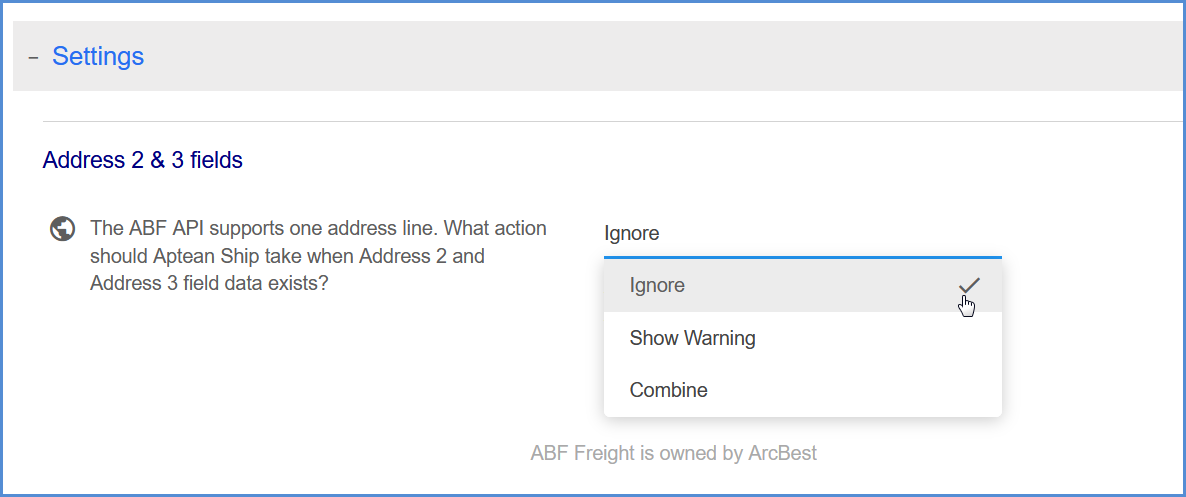 − Settings
Address 2 & 3 fields
The ABF API supports one address line. What action
should Aptean Ship take when Address 2 and
Address 3 field data exists?
Ignore
Ignore
Show Warning
Combine
ABF Freight is owned by ArcBest